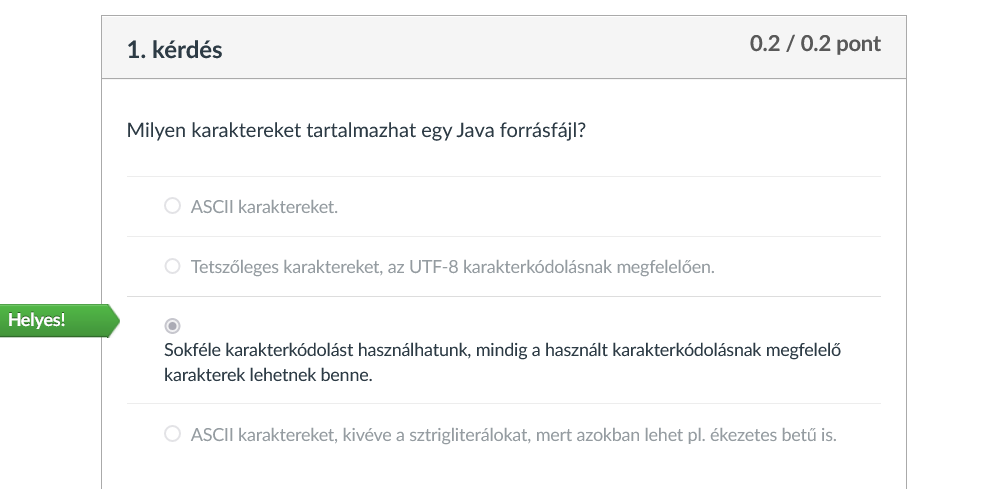 1. kérdés
0.2 / 0.2 pont
Milyen karaktereket tartalmazhat egy Java forrásfájl?
ASCII karaktereket.
Tetszőleges karaktereket, az UTF-8 karakterkódolásnak megfelelően.
Helyes!
Sokféle karakterkódolást használhatunk, mindig a használt karakterkódolásnak megfelelő
karakterek lehetnek benne.
ASCII karaktereket, kivéve a sztrigliterálokat, mert azokban lehet pl. ékezetes betű is.